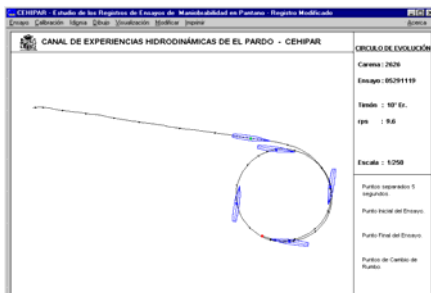 CEHIPAR - Estudio de los Registros de Ensayos de Maniobrabilidad en Pantano - Registro Modificado
Ensayo Calibración Idigma Dibujo Visualización Modificar Imprimir Acerca
CANAL DE EXPERIENCIAS HIDRODINÁMICAS DE EL PARDO - CEHIPAR
CIRCULO DE EVOLUCIÓN
Carena : 2626
Ensayo : 05291119
Timón : 10° Er.
rps : 9.6
Escala : 1/250
Puntos separados 5
segundos.
Punto Inicial del Ensayo.
Punto Final del Ensayo.
Puntos de Cambio de
Rumbo.